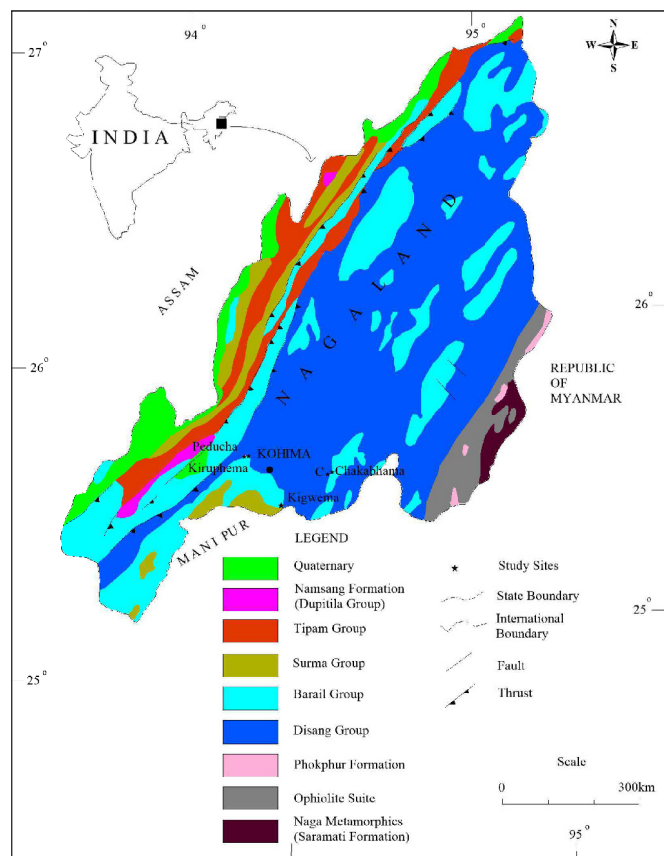 94°
95°
27°
N
W E
S
INDIA
ASSAM
NAGALAND
26°
26°
REPUBLIC
OF
MYANMAR
Peducha
KOHIMA
Kiruphema
C Chakabhama
Kigwema
MANIPUR
LEGEND
Quaternary
Namsang Formation
(Dupitila Group)
Tipam Group
Surma Group
Barail Group
Disang Group
Phokphur Formation
Ophiolite Suite
Naga Metamorphics
(Saramati Formation)
Study Sites
State Boundary
International
Boundary
Fault
Thrust
25°
25°
Scale
0 300km
95°